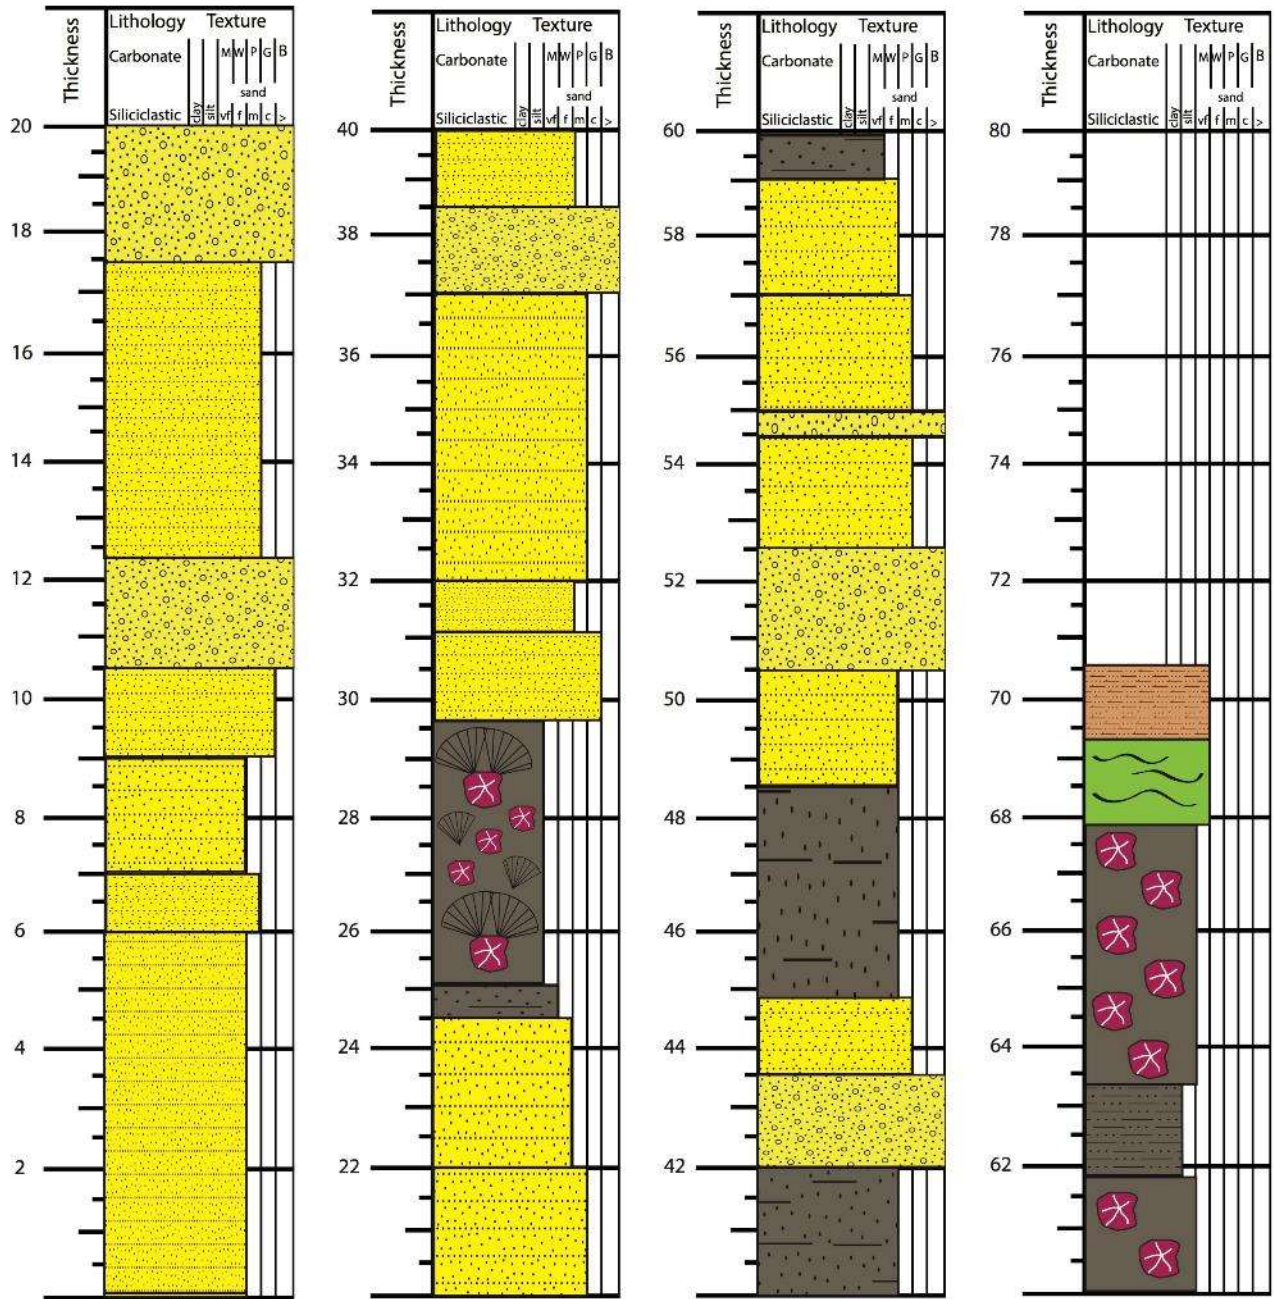 Thickness
Lithology Texture
Carbonate M W P G B
sand
Siliciclastic clay silt vf f m c >
20
18
16
14
12
10
8
6
4
2
Thickness
Lithology Texture
Carbonate M W P G B
sand
Siliciclastic clay silt vf f m c >
40
38
36
34
32
30
28
26
24
22
Thickness
Lithology Texture
Carbonate M W P G B
sand
Siliciclastic clay silt vf f m c >
60
58
56
54
52
50
48
46
44
42
Thickness
Lithology Texture
Carbonate M W P G B
sand
Siliciclastic clay silt vf f m c >
80
78
76
74
72
70
68
66
64
62